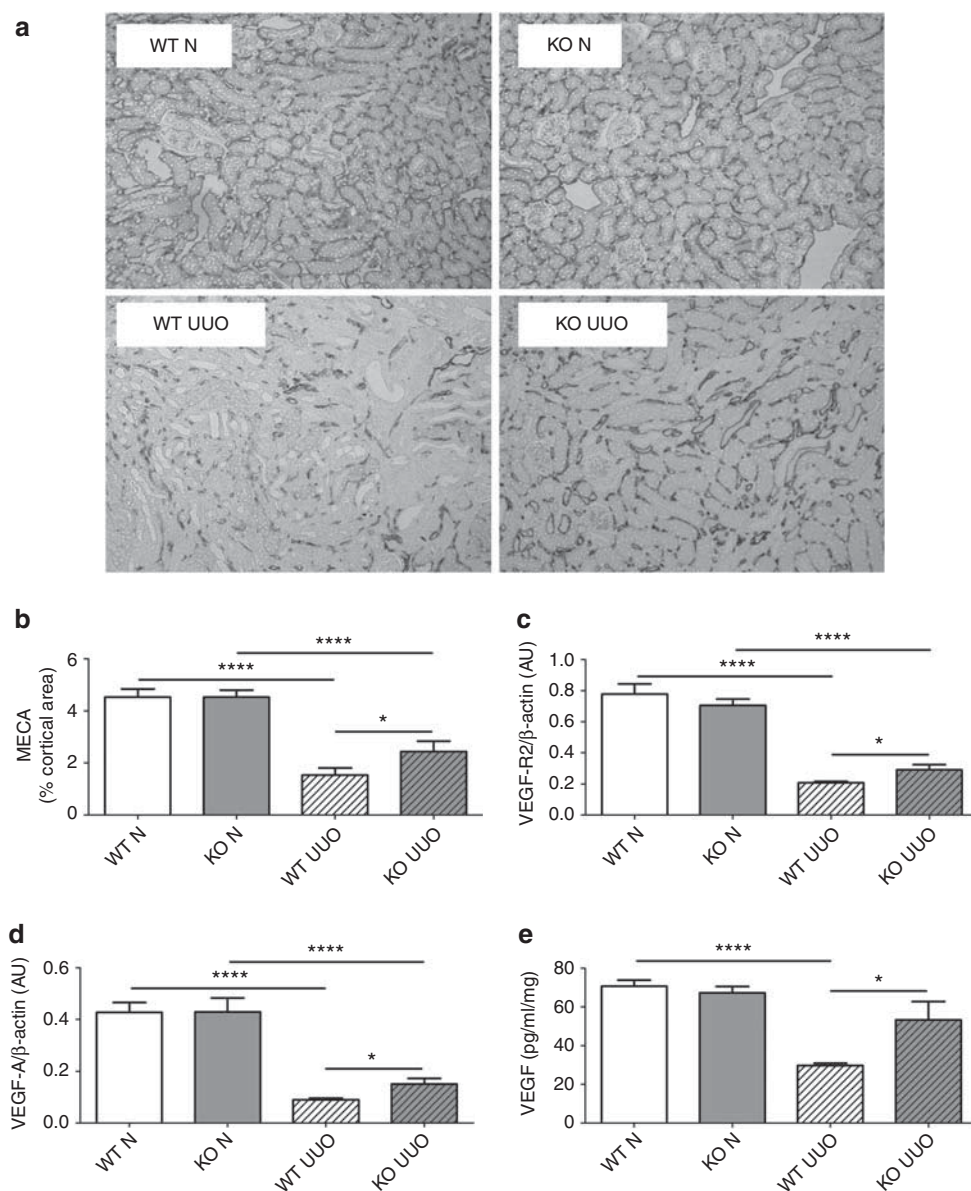 a
WT N
KO N
WT UUO
KO UUO
b
MECA
(% cortical area)
6
4
2
0
****
****
*
WT N
KO N
WT UUO
KO UUO
c
VEGF-R2/β-actin (AU)
1.0
0.8
0.6
0.4
0.2
0.0
****
****
*
WT N
KO N
WT UUO
KO UUO
d
VEGF-A/β-actin (AU)
0.6
0.4
0.2
0.0
****
****
*
WT N
KO N
WT UUO
KO UUO
e
VEGF (pg/ml/mg)
80
60
40
20
0
****
*
WT N
KO N
WT UUO
KO UUO